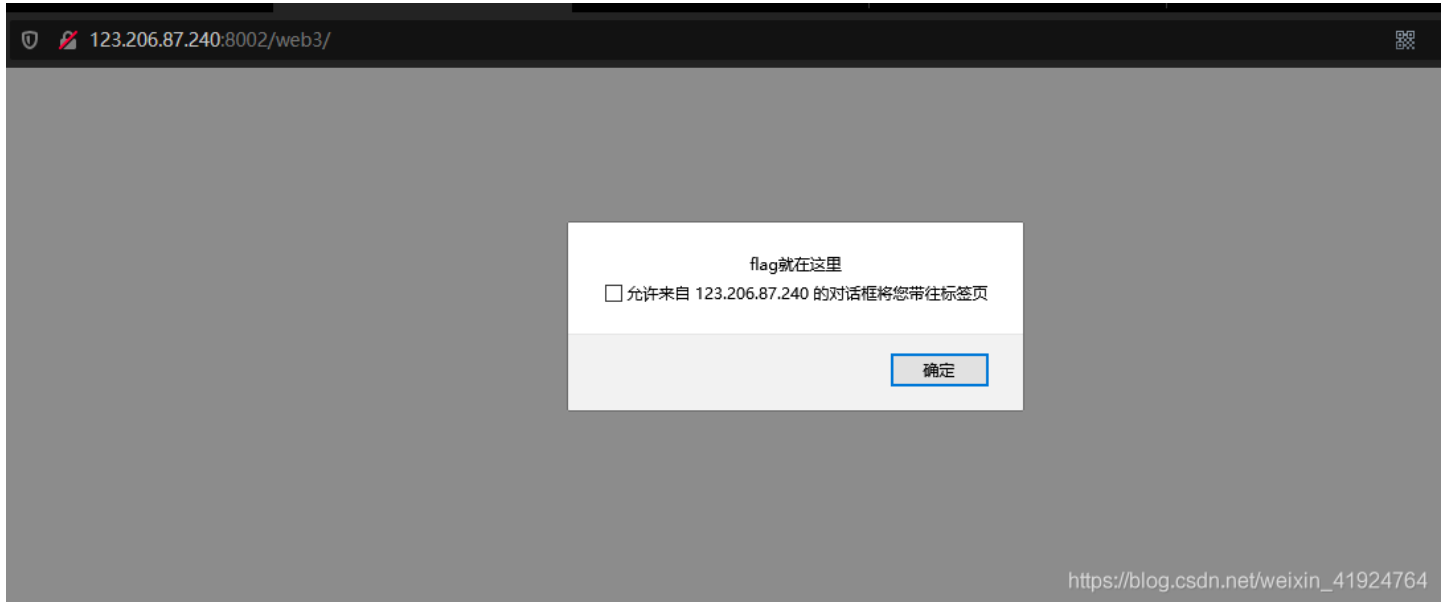 123.206.87.240:8002/web3/
flag就在这里
允许来自 123.206.87.240 的对话框将您带往标签页
确定
https://blog.csdn.net/weixin_41924764